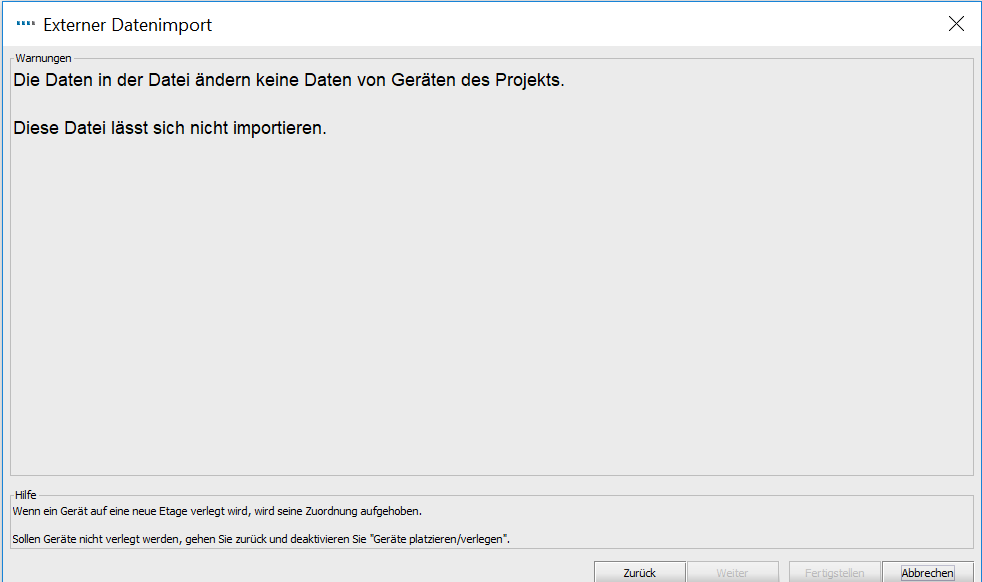 Externer Datenimport
Warnungen
Die Daten in der Datei ändern keine Daten von Geräten des Projekts.
Diese Datei lässt sich nicht importieren.
Hilfe
Wenn ein Gerät auf eine neue Etage verlegt wird, wird seine Zuordnung aufgehoben.
Sollen Geräte nicht verlegt werden, gehen Sie zurück und deaktivieren Sie "Geräte platzieren/verlegen".
Zurück
Weiter
Fertigstellen
Abbrechen